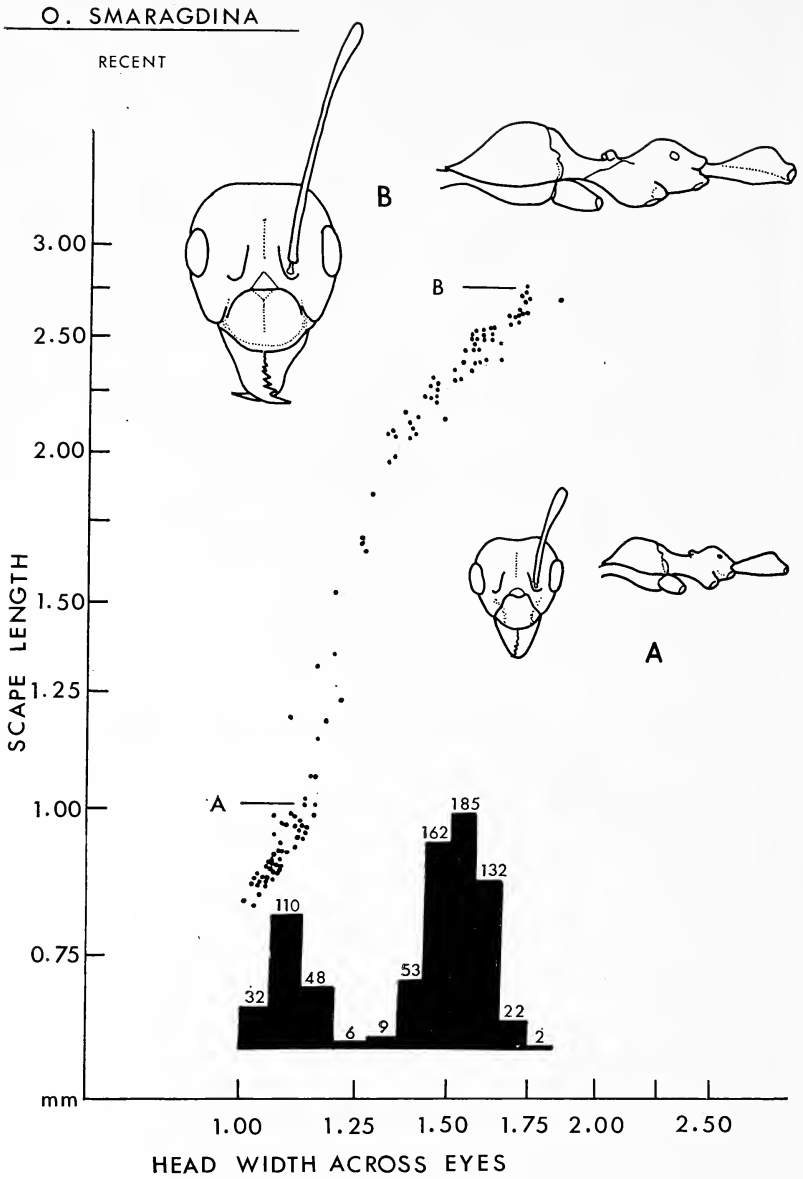 O. SMARAGDINA
RECENT
B
3.00
B
2.50
2.00
1.50
A
SCAPE LENGTH
1.25
A
1.00
185
162
132
110
0.75
53
48
32
22
9
6
2
mm
1.00 1.25 1.50 1.75 2.00 2.50
HEAD WIDTH ACROSS EYES